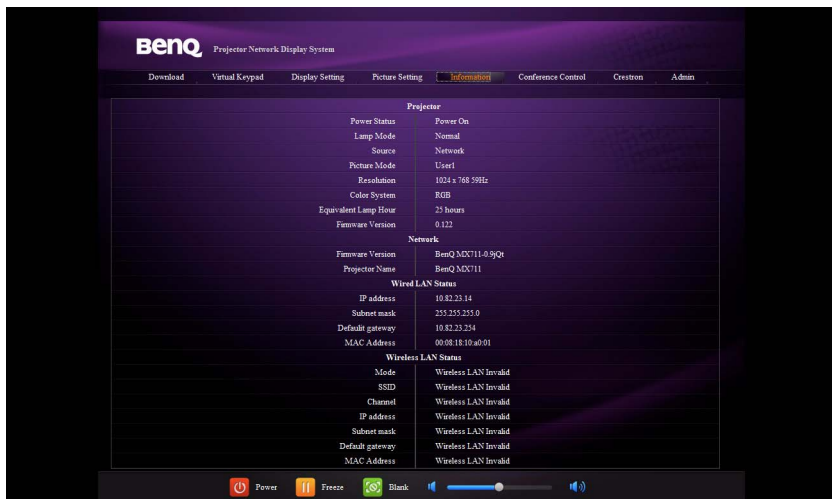 BenQ Projector Network Display System
Download Virtual Keypad Display Setting Picture Setting Information Conference Control Crestron Admin
Projector
Power Status Power On
Lamp Mode Normal
Source Network
Picture Mode User1
Resolution 1024 x 768 59Hz
Color System RGB
Equivalent Lamp Hour 25 hours
Firmware Version 0.122
Network
Firmware Version BenQ MX711-0.9jQt
Projector Name BenQ MX711
Wired LAN Status
IP address 10.82.23.14
Subnet mask 255.255.255.0
Defaulit gateway 10.82.23.254
MAC Address 00:08:18:10:a0:01
Wireless LAN Status
Mode Wireless LAN Invalid
SSID Wireless LAN Invalid
Channel Wireless LAN Invalid
IP address Wireless LAN Invalid
Subnet mask Wireless LAN Invalid
Default gateway Wireless LAN Invalid
MAC Address Wireless LAN Invalid
Power Freeze Blank